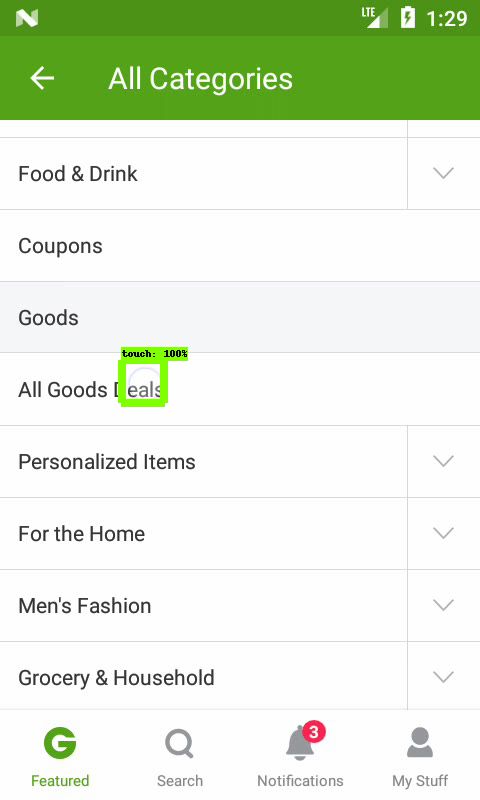 LTE 1:29
All Categories
Food & Drink
Coupons
Goods
touch: 100%
All Goods Deals
Personalized Items
For the Home
Men's Fashion
Grocery & Household
3
Featured Search Notifications My Stuff